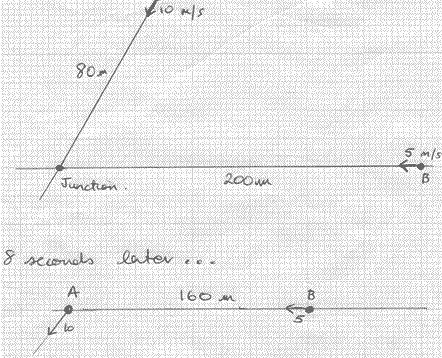 10 m/s
80m
5 m/s
B
Junction.
200m
8 seconds later...
A
160 m
B
10
5